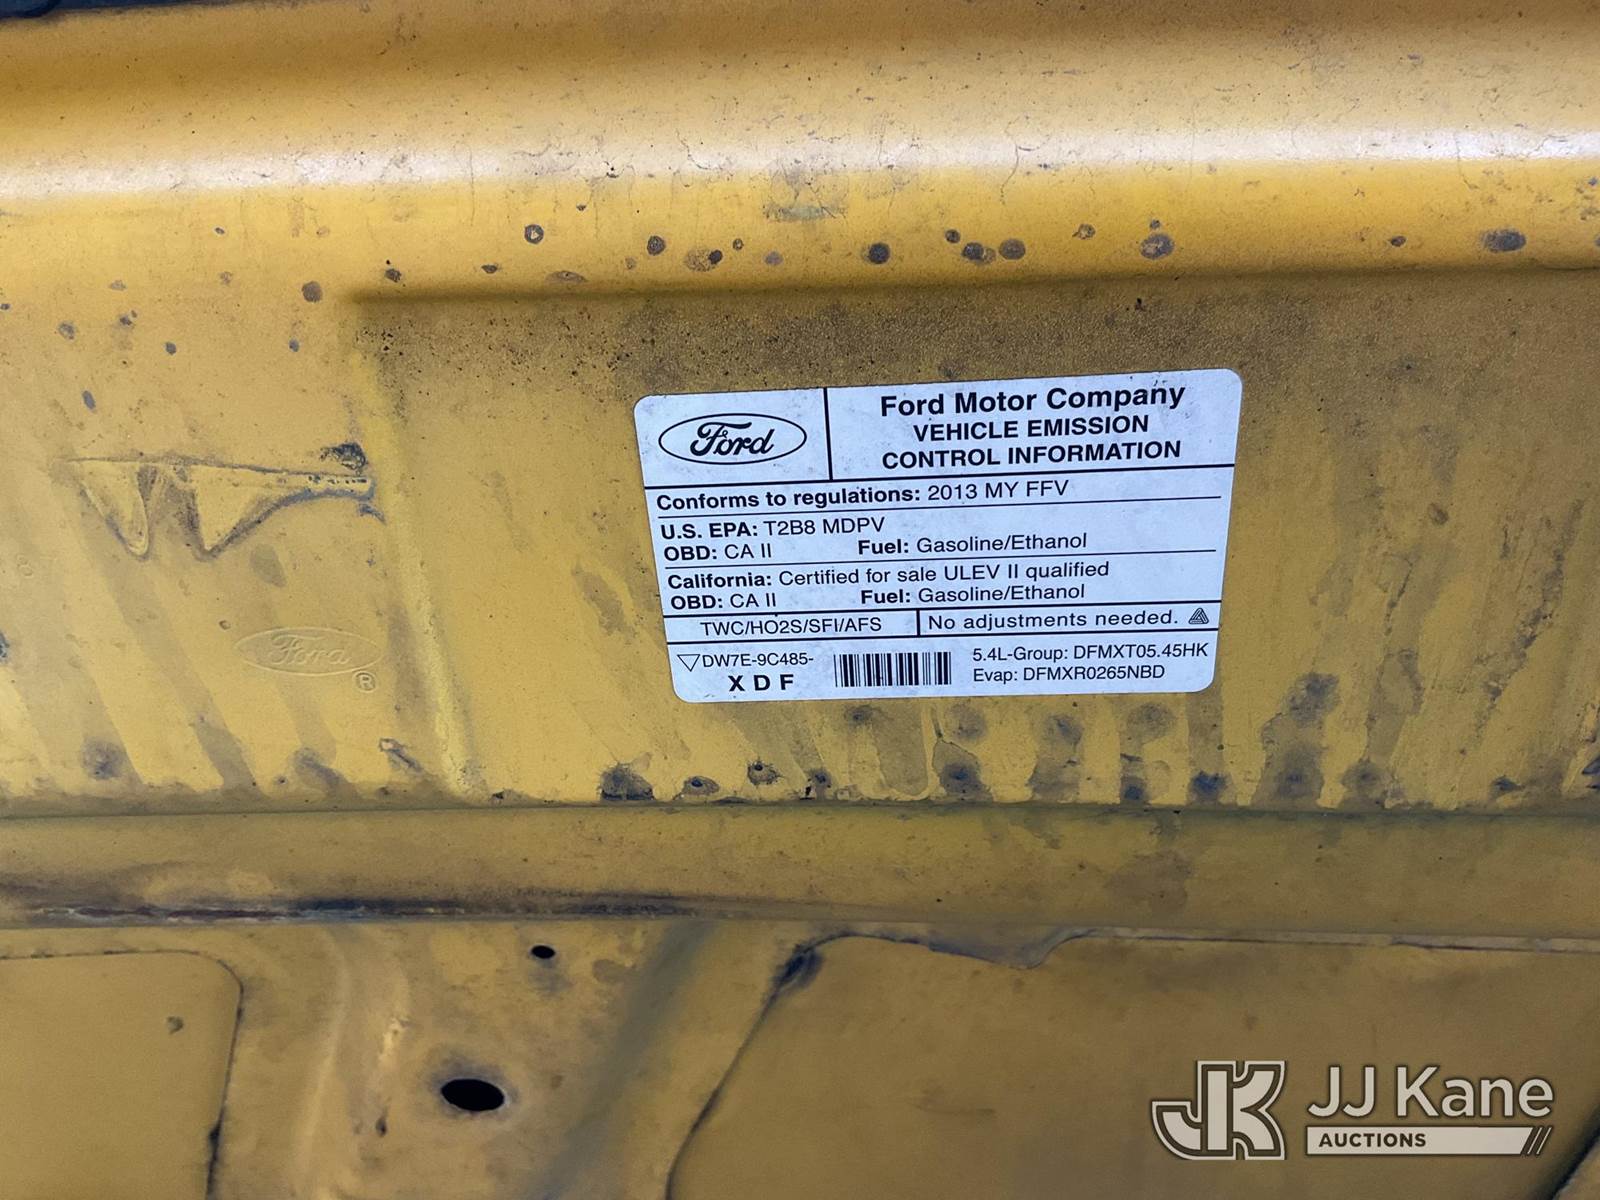 Ford
Ford Motor Company
VEHICLE EMISSION
CONTROL INFORMATION
Conforms to regulations: 2013 MY FFV
U.S. EPA: T2B8 MDPV
OBD: CA II Fuel: Gasoline/Ethanol
California: Certified for sale ULEV II qualified
OBD: CA II Fuel: Gasoline/Ethanol
TWC/HO2S/SFI/AFS No adjustments needed.
DW7E-9C485-
X D F
5.4L-Group: DFMXT05.45HK
Evap: DFMXR0265NBD
Ford ®
JK JJ Kane
AUCTIONS